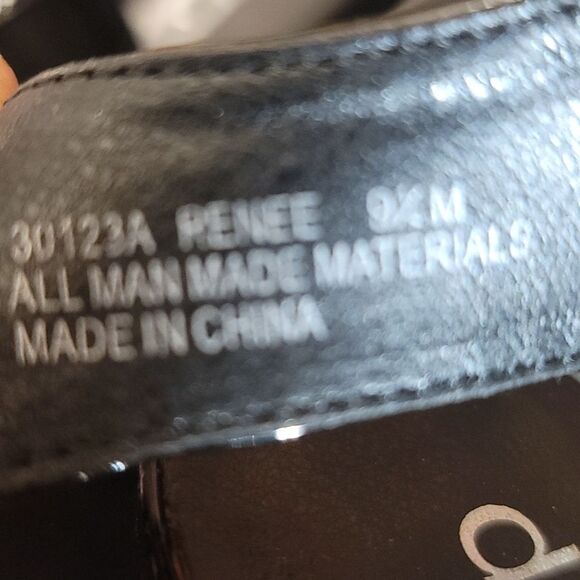 30123A RENEE 9½ M
ALL MAN MADE MATERIALS
MADE IN CHINA